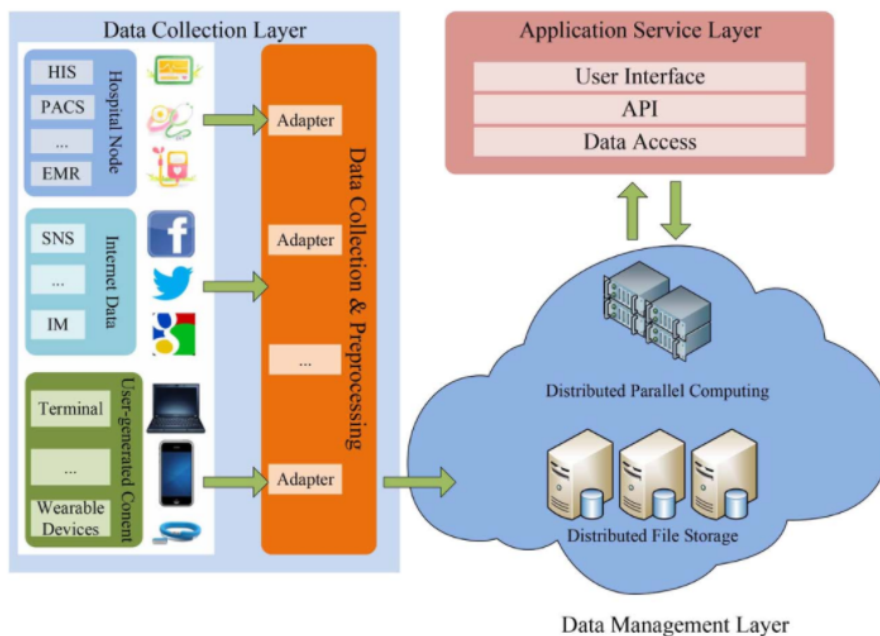 Data Collection Layer
HIS
PACS
...
EMR
Hospital Node
SNS
...
IM
Internet Data
Terminal
...
Wearable
Devices
User-generated Conent
f
Adapter
Adapter
...
Adapter
Data Collection & Preprocessing
Application Service Layer
User Interface
API
Data Access
Distributed Parallel Computing
Distributed File Storage
Data Management Layer